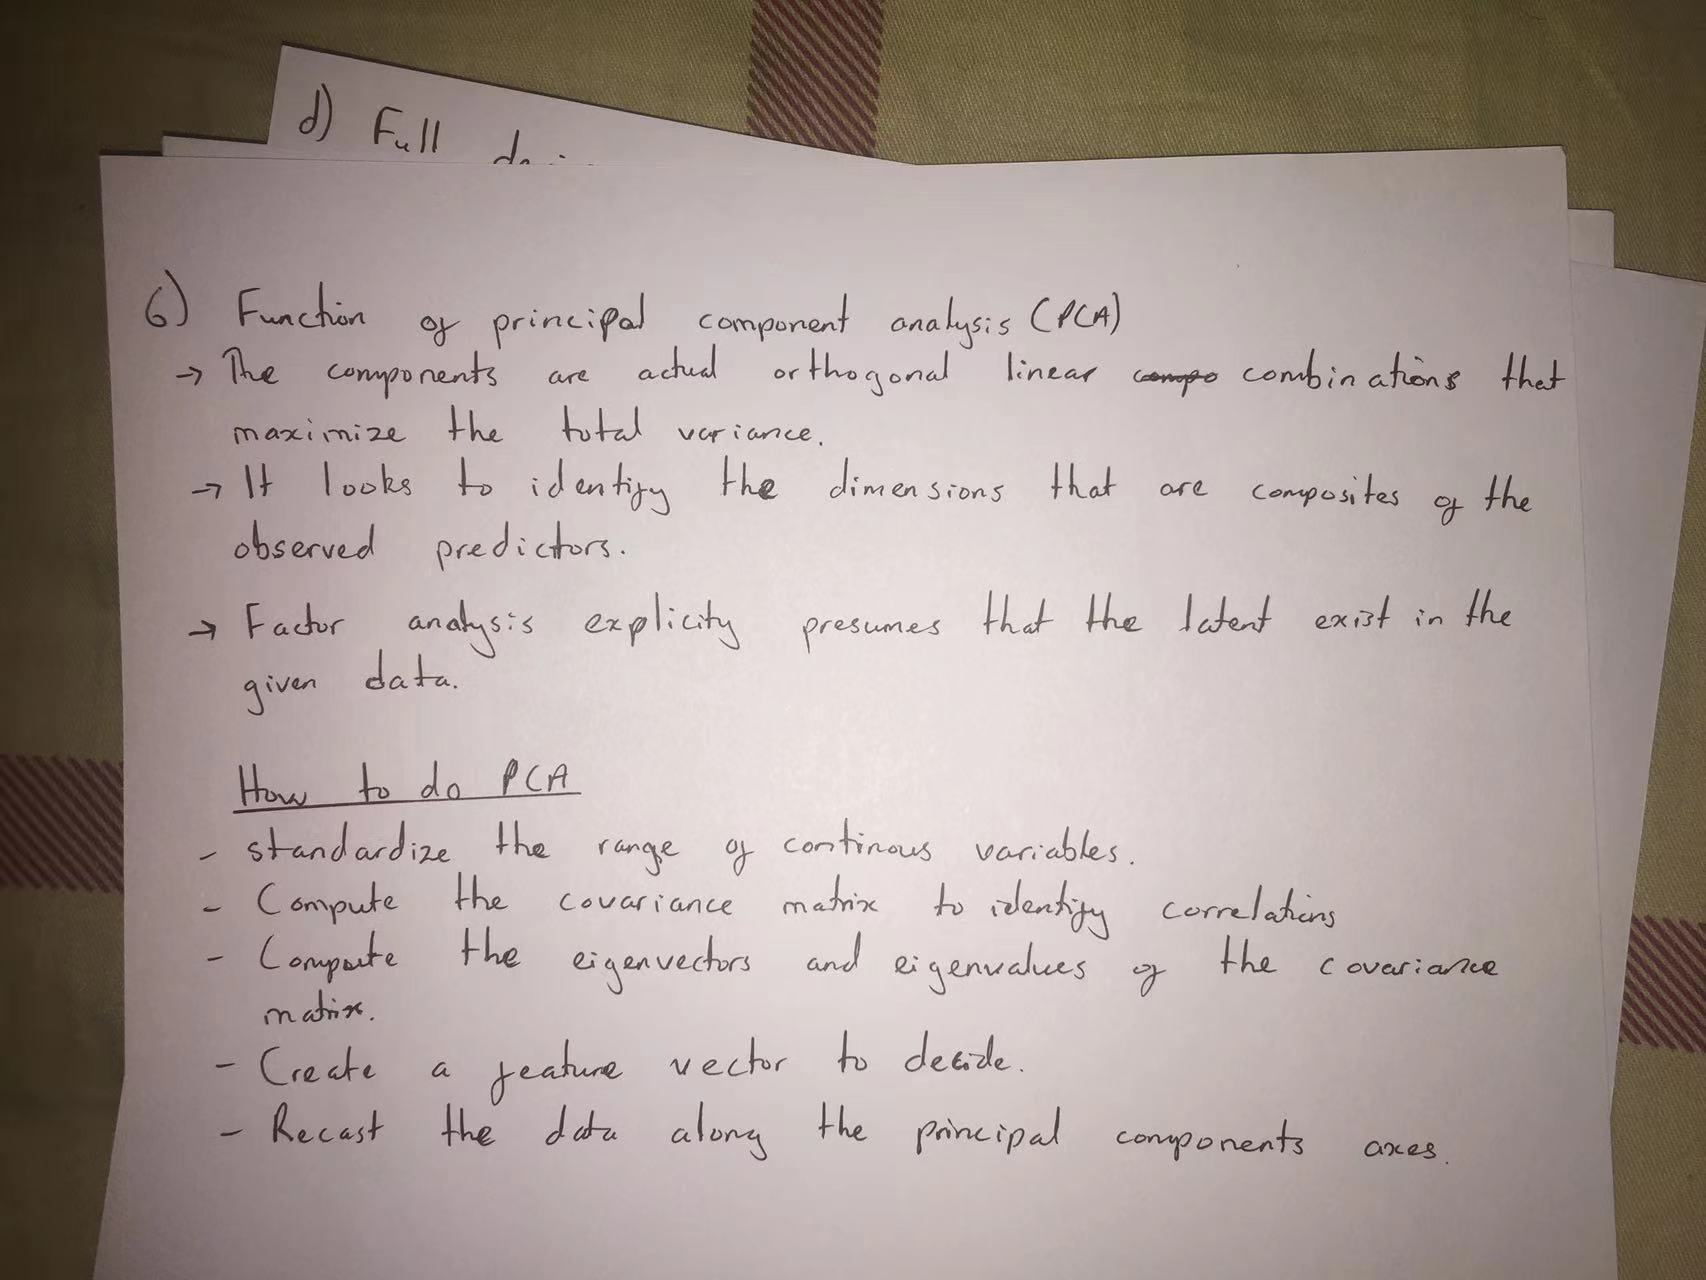 d) Full
6) Function of principal component analysis (PCA)
→ The components are actual orthogonal linear compo combinations that
maximize the total variance.
→ It looks to identify the dimensions that are composites of the
observed predictors.
→ Factor analysis explicity presumes that the latent exist in the
given data.
How to do PCA
- standardize the range of continous variables.
- Compute the covariance matrix to identify correlations
- Compute the eigenvectors and eigenvalues of the covariance
matrix.
- Create a feature vector to decide.
- Recast the data along the principal components axes.